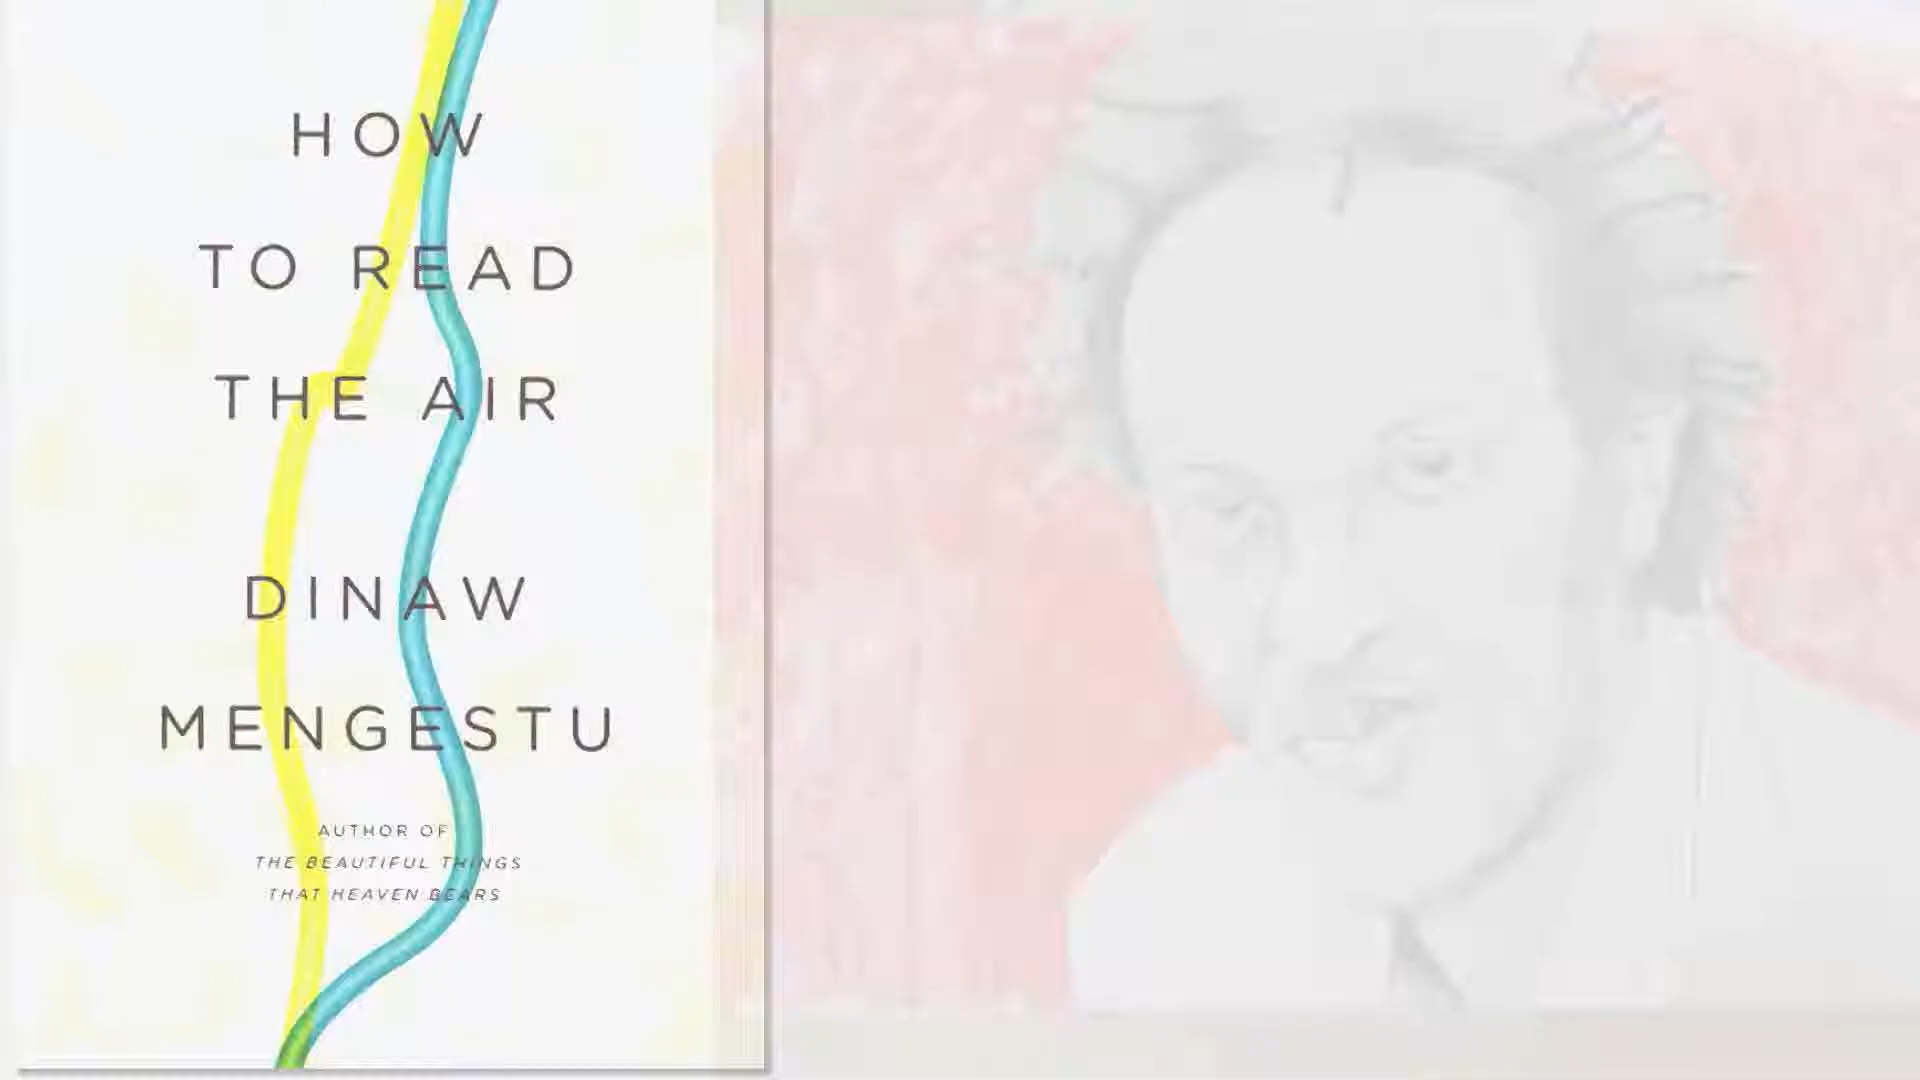 HOW
TO READ
THE AIR
DINAW
MENGESTU
AUTHOR OF
THE BEAUTIFUL THINGS
THAT HEAVEN BEARS